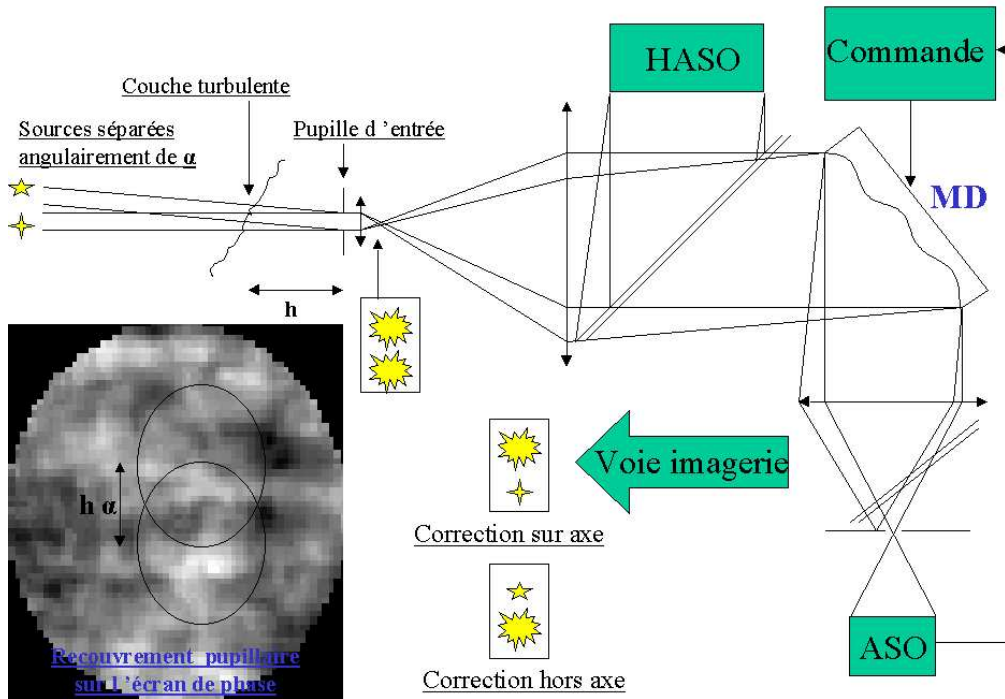 HASO
Commande
Couche turbulente
Sources séparées
angulairement de α
Pupille d ’entrée
MD
h
h α
Voie imagerie
Correction sur axe
Correction hors axe
Recouvrement pupillaire
sur l ’écran de phase
ASO